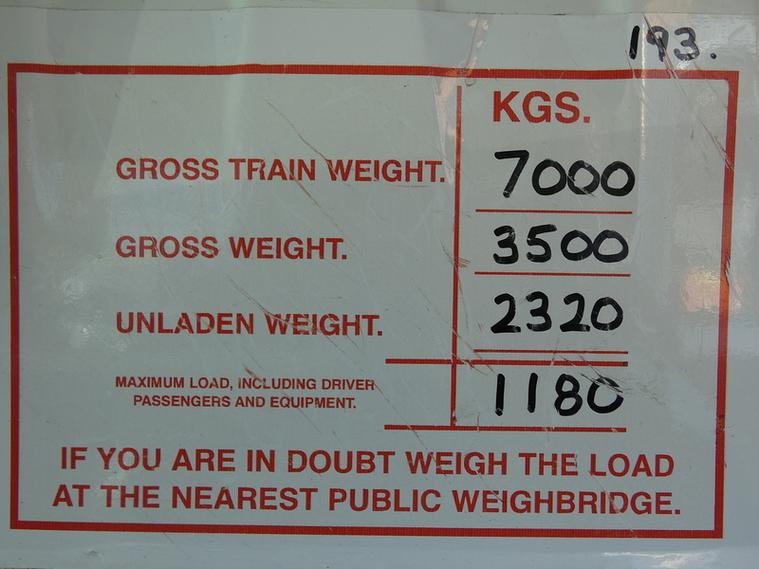 193.
KGS.
GROSS TRAIN WEIGHT. 7000
GROSS WEIGHT. 3500
UNLADEN WEIGHT. 2320
MAXIMUM LOAD, INCLUDING DRIVER
PASSENGERS AND EQUIPMENT. 1180
IF YOU ARE IN DOUBT WEIGH THE LOAD
AT THE NEAREST PUBLIC WEIGHBRIDGE.